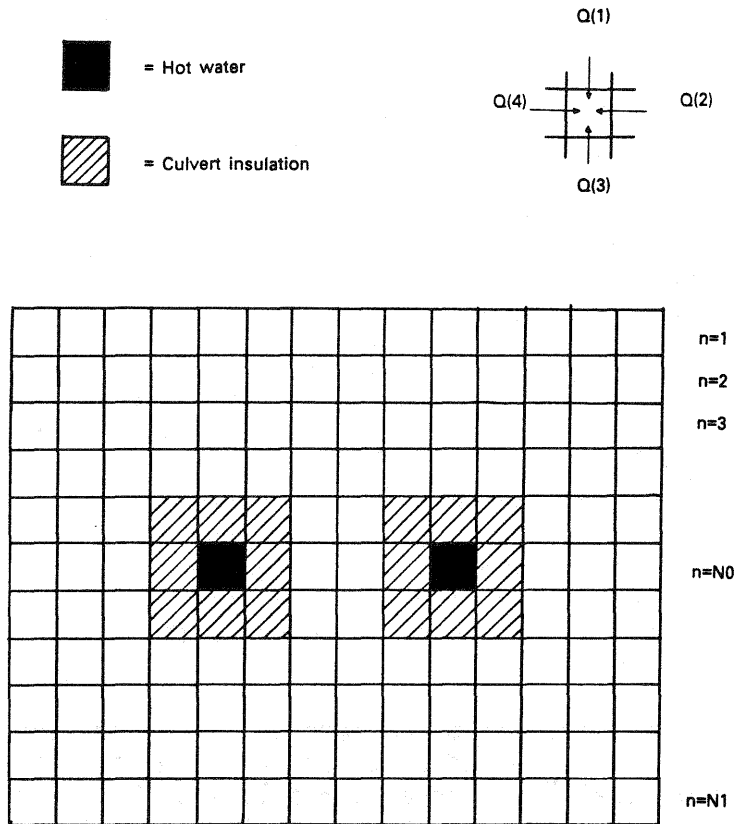 Q(1)
= Hot water
Q(4)
Q(2)
= Culvert insulation
Q(3)
n=1
n=2
n=3
n=N0
n=N1